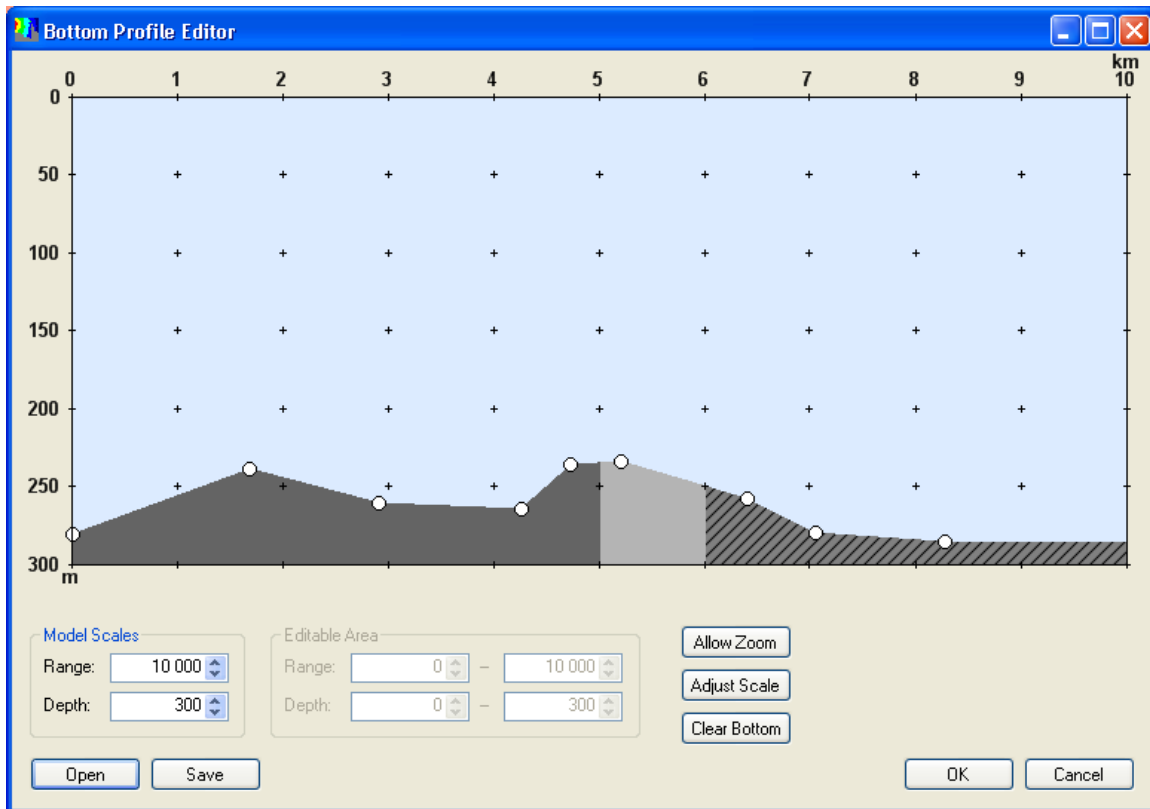 Bottom Profile Editor
km
0 1 2 3 4 5 6 7 8 9 10
0
50
100
150
200
250
300
m
Model Scales
Range: 10 000
Depth: 300
Editable Area
Range: 0 – 10 000
Depth: 0 – 300
Allow Zoom
Adjust Scale
Clear Bottom
Open Save OK Cancel